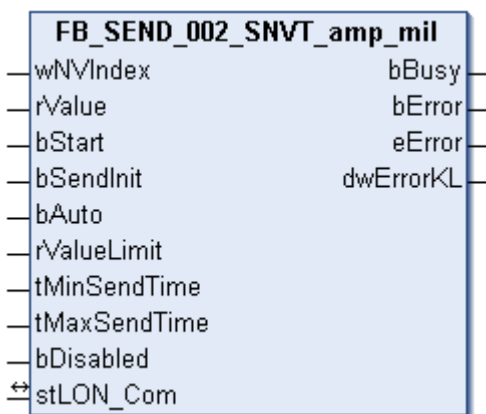 FB_SEND_002_SNVT_amp_mil
wNVIndex bBusy
rValue bError
bStart eError
bSendInit dwErrorKL
bAuto
rValueLimit
tMinSendTime
tMaxSendTime
bDisabled
stLON_Com